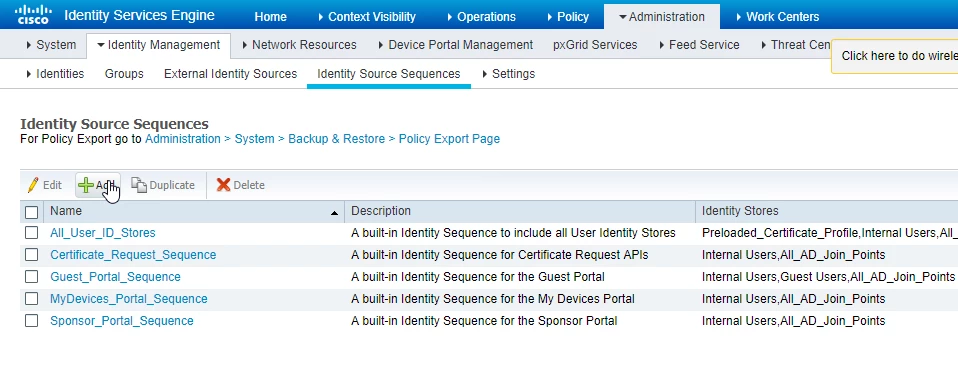 CISCO Identity Services Engine Home Context Visibility Operations Policy Administration Work Centers
System Identity Management Network Resources Device Portal Management pxGrid Services Feed Service Threat Cen
Click here to do wirele
Identities Groups External Identity Sources Identity Source Sequences Settings
Identity Source Sequences
For Policy Export go to Administration > System > Backup & Restore > Policy Export Page
Edit Add Duplicate Delete
Name Description Identity Stores
All_User_ID_Stores A built-in Identity Sequence to include all User Identity Stores Preloaded_Certificate_Profile,Internal Users,All_
Certificate_Request_Sequence A built-in Identity Sequence for Certificate Request APIs Internal Users,All_AD_Join_Points
Guest_Portal_Sequence A built-in Identity Sequence for the Guest Portal Internal Users,Guest Users,All_AD_Join_Points
MyDevices_Portal_Sequence A built-in Identity Sequence for the My Devices Portal Internal Users,All_AD_Join_Points
Sponsor_Portal_Sequence A built-in Identity Sequence for the Sponsor Portal Internal Users,All_AD_Join_Points